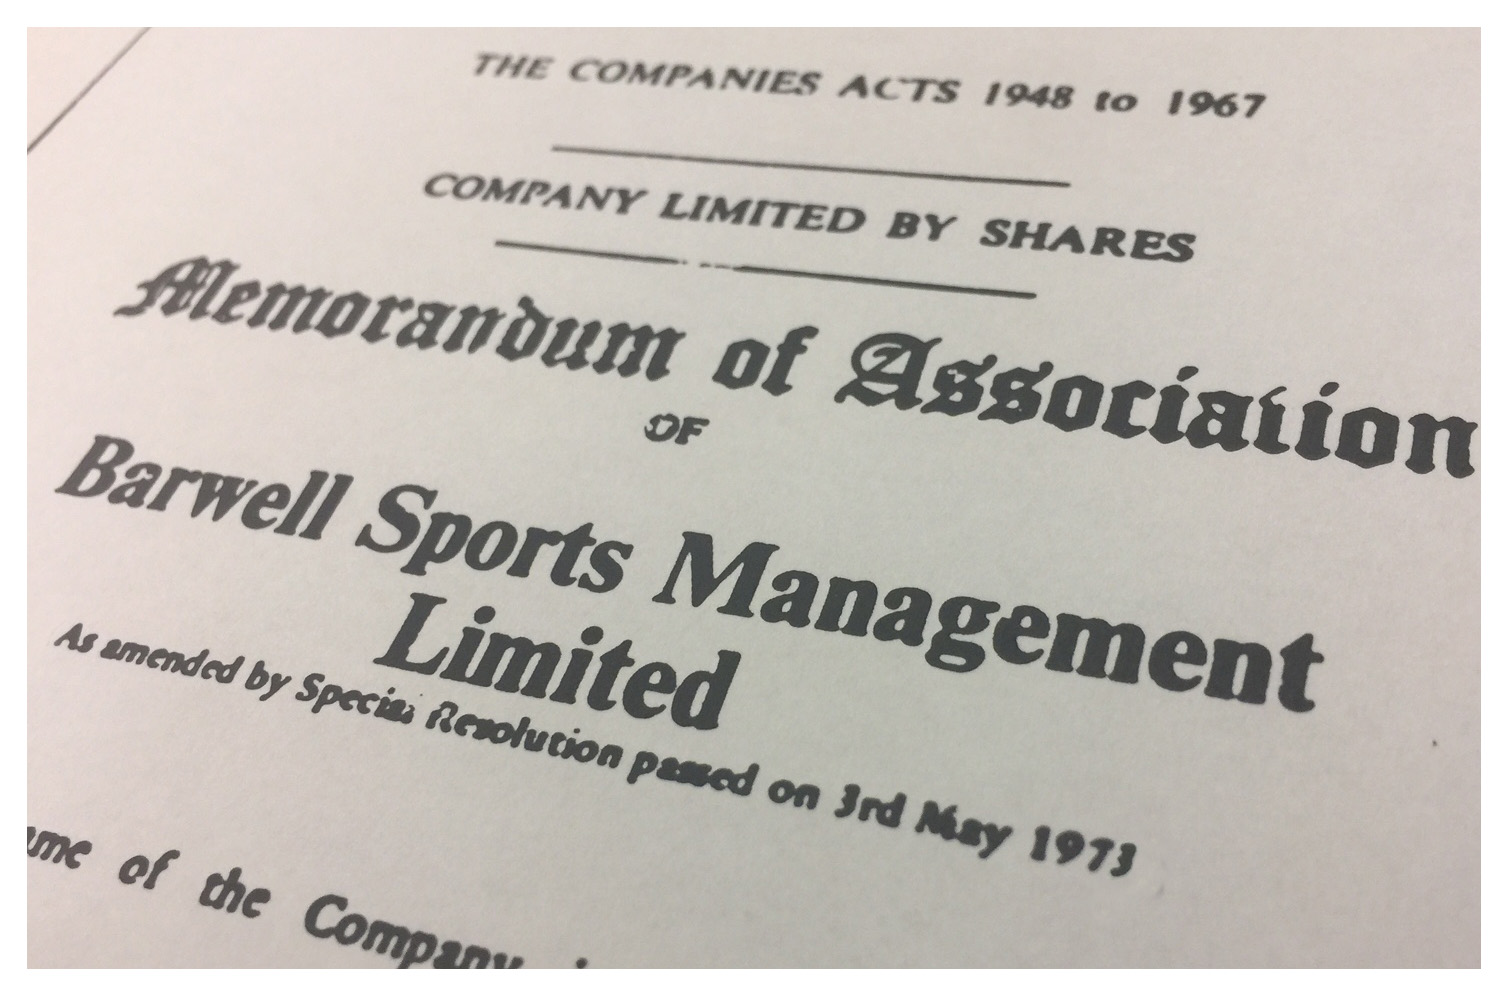 THE COMPANIES ACTS 1948 to 1967
COMPANY LIMITED BY SHARES
Memorandum of Association
OF
Barwell Sports Management
Limited
As amended by Special Resolution passed on 3rd May 1973
of the Company